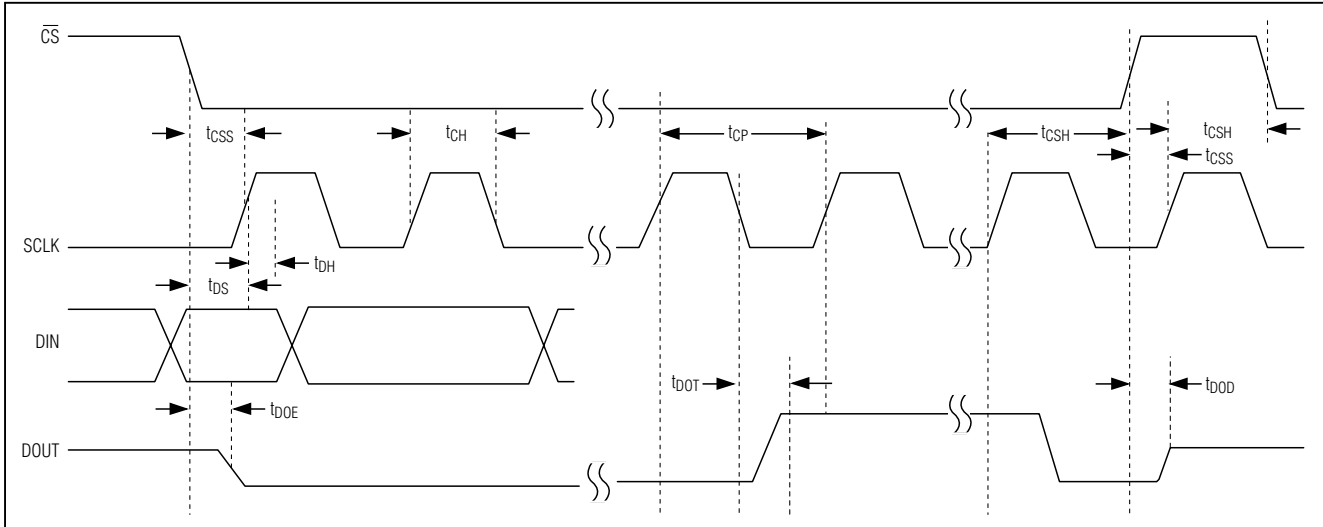 CS
tCSS
tCH
tCP
tCSH
tCSH
tCSS
SCLK
tDH
tDS
DIN
tDOT
tDOD
tDOE
DOUT